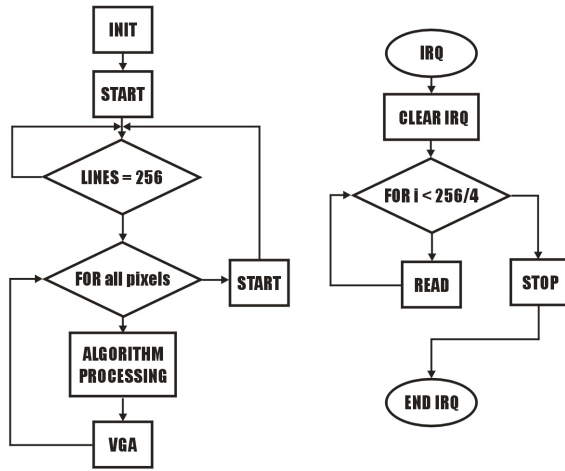 INIT
START
LINES = 256
FOR all pixels
START
ALGORITHM
PROCESSING
VGA
IRQ
CLEAR IRQ
FOR i < 256/4
READ
STOP
END IRQ